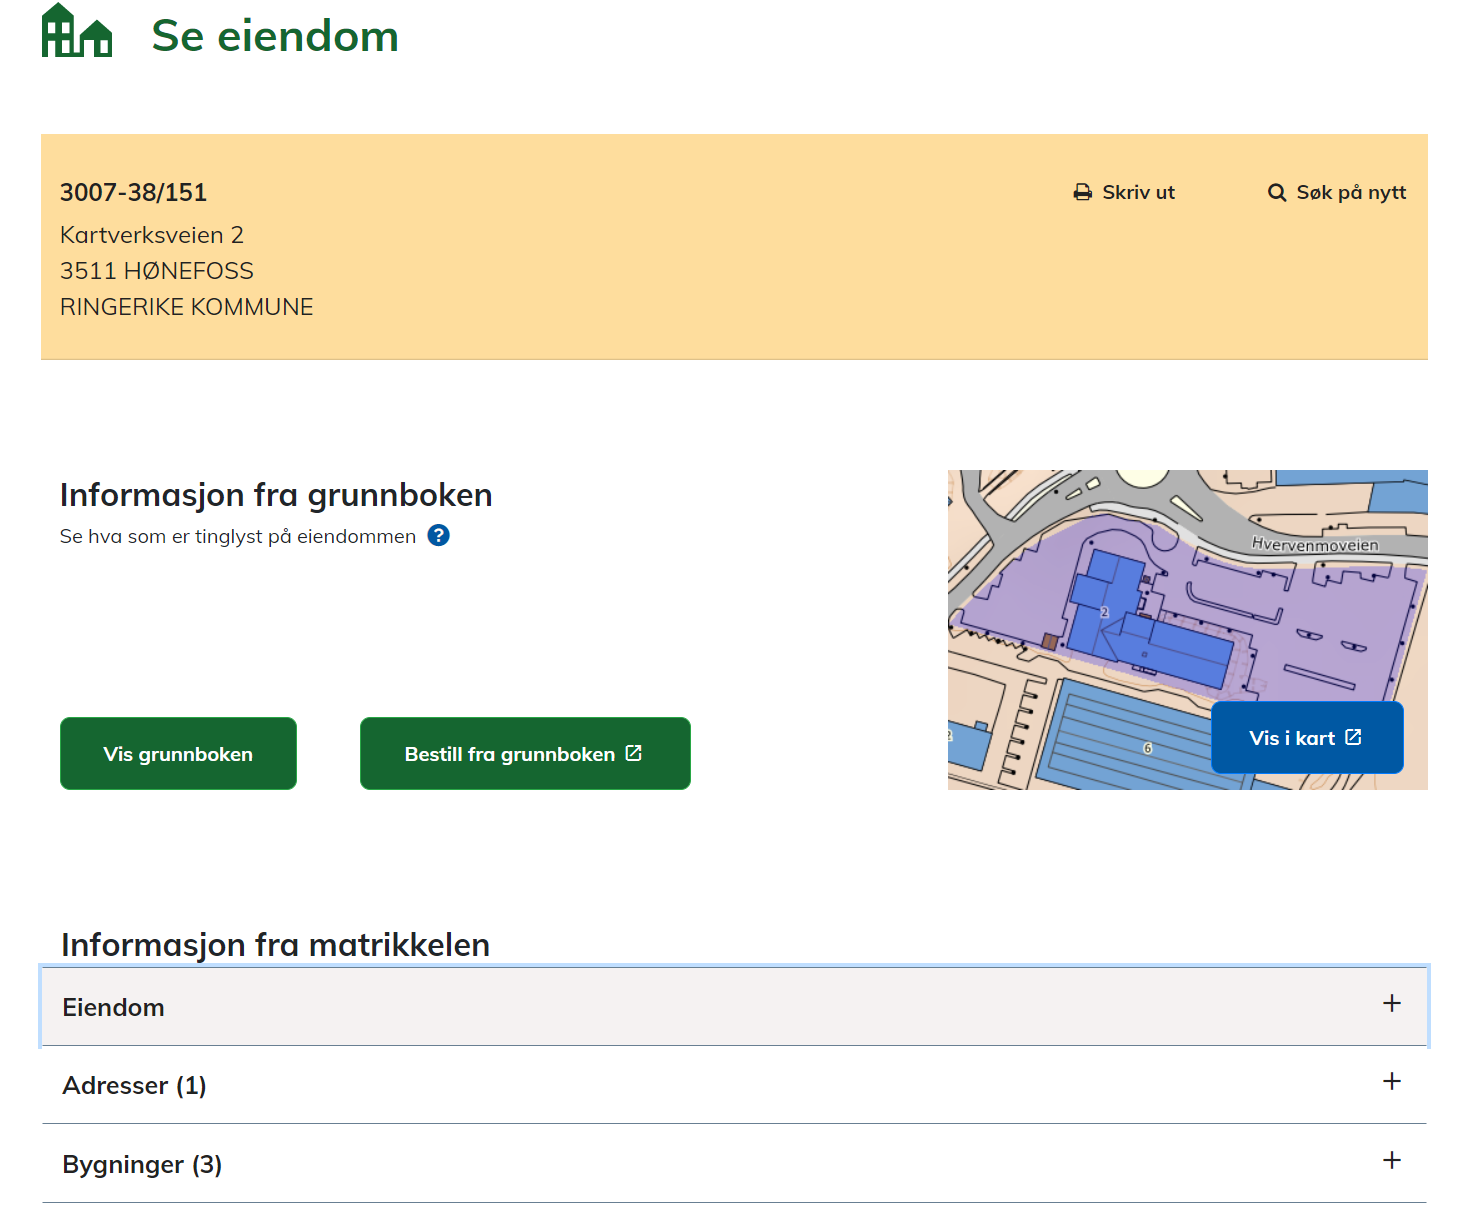 Se eiendom
3007-38/151
Skriv ut
Søk på nytt
Kartverksveien 2
3511 HØNEFOSS
RINGERIKE KOMMUNE
Informasjon fra grunnboken
Se hva som er tinglyst på eiendommen ?
Hvervenmoveien
2
2
6
Vis grunnboken
Bestill fra grunnboken
Vis i kart
Informasjon fra matrikkelen
Eiendom +
Adresser (1) +
Bygninger (3) +